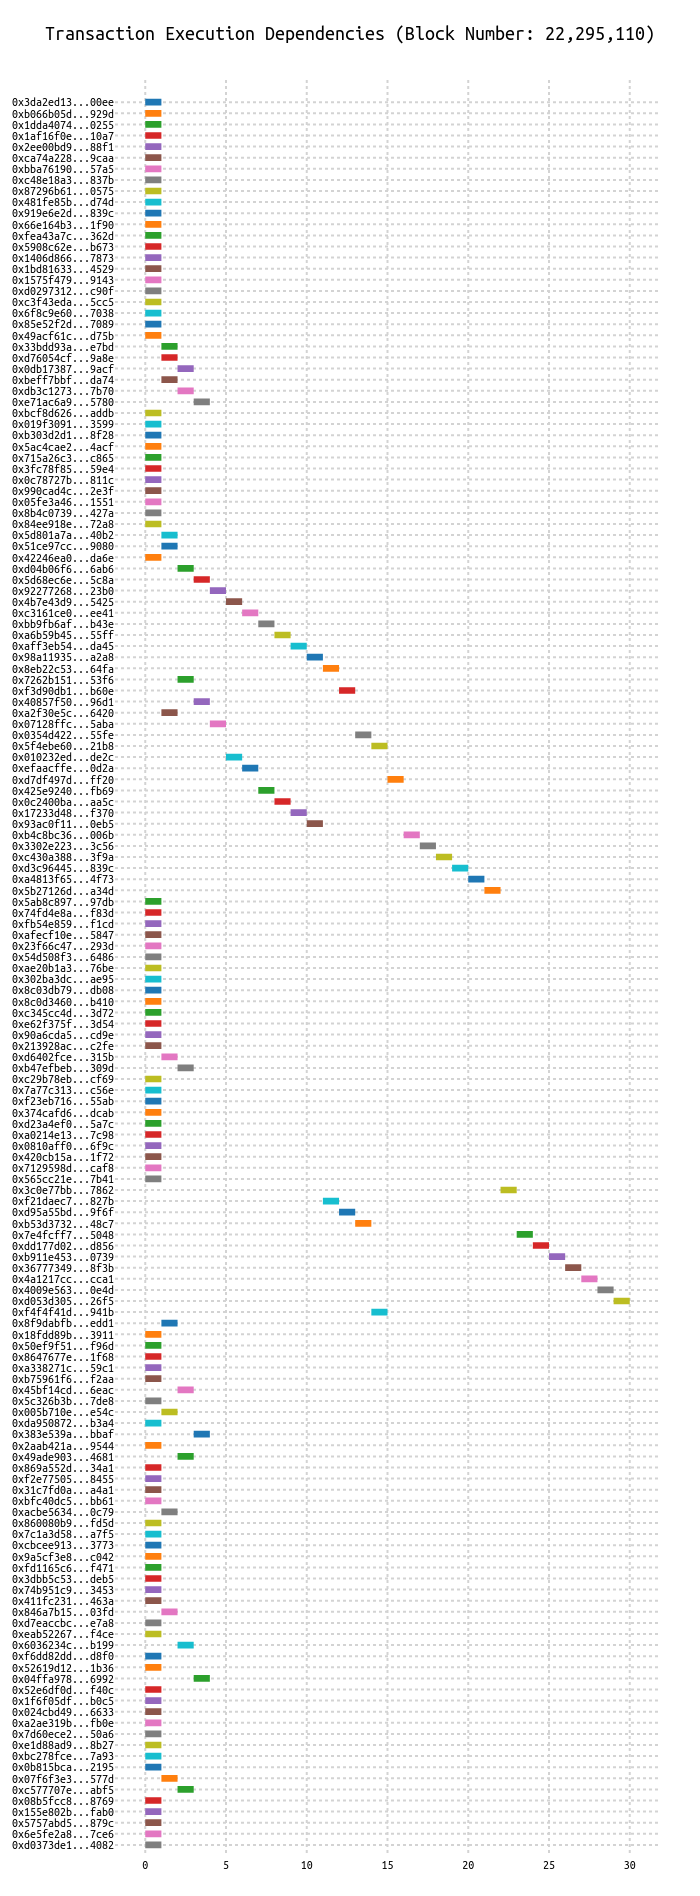 Transaction Execution Dependencies (Block Number: 22,295,110)
0x3da2ed13...00ee
0xb066b05d...929d
0x1dda4074...0255
0x1af16f0e...10a7
0x2ee00bd9...88f1
0xca74a228...9caa
0xbba76190...57a5
0xc48e18a3...837b
0x87296b61...0575
0x481fe85b...d74d
0x919e6e2d...839c
0x66e164b3...1f90
0xfea43a7c...362d
0x5908c62e...b673
0x1406d866...7873
0x1bd81633...4529
0x1575f479...9143
0xd0297312...c90f
0xc3f43eda...5cc5
0x6f8c9e60...7038
0x85e52f2d...7089
0x49acf61c...d75b
0x33bdd93a...e7bd
0xd76054cf...9a8e
0x0db17387...9acf
0xbeff7bbf...da74
0xdb3c1273...7b70
0xe71ac6a9...5780
0xbcf8d626...addb
0x019f3091...3599
0xb303d2d1...8f28
0x5ac4cae2...4acf
0x715a26c3...c865
0x3fc78f85...59e4
0x0c78727b...811c
0x990cad4c...2e3f
0x05fe3a46...1551
0x8b4c0739...427a
0x84ee918e...72a8
0x5d801a7a...40b2
0x51ce97cc...9080
0x42246ea0...da6e
0xd04b06f6...6ab6
0x5d68ec6e...5c8a
0x92277268...23b0
0x4b7e43d9...5425
0xc3161ce0...ee41
0xbb9fb6af...b43e
0xa6b59b45...55ff
0xaff3eb54...da45
0x98a11935...a2a8
0x8eb22c53...64fa
0x7262b151...53f6
0xf3d90db1...b60e
0x40857f50...96d1
0xa2f30e5c...6420
0x07128ffc...5aba
0x0354d422...55fe
0x5f4ebe60...21b8
0x010232ed...de2c
0xefaacffe...0d2a
0xd7df497d...ff20
0x425e9240...fb69
0x0c2400ba...aa5c
0x17233d48...f370
0x93ac0f11...0eb5
0xb4c8bc36...006b
0x3302e223...3c56
0xc430a388...3f9a
0xd3c96445...839c
0xa4813f65...4f73
0x5b27126d...a34d
0x5ab8c897...97db
0x74fd4e8a...f83d
0xfb54e859...f1cd
0xafecf10e...5847
0x23f66c47...293d
0x54d508f3...6486
0xae20b1a3...76be
0x302ba3dc...ae95
0x8c03db79...db08
0x8c0d3460...b410
0xc345cc4d...3d72
0xe62f375f...3d54
0x90a6cda5...cd9e
0x213928ac...c2fe
0xd6402fce...315b
0xb47efbeb...309d
0xc29b78eb...cf69
0x7a77c313...c56e
0xf23eb716...55ab
0x374cafd6...dcab
0xd23a4ef0...5a7c
0xa0214e13...7c98
0x0810aff0...6f9c
0x420cb15a...1f72
0x7129598d...caf8
0x565cc21e...7b41
0x3c0e77bb...7862
0xf21daec7...827b
0xd95a55bd...9f6f
0xb53d3732...48c7
0x7e4fcff7...5048
0xdd177d02...d856
0xb911e453...0739
0x36777349...8f3b
0x4a1217cc...cca1
0x4009e563...0e4d
0xd053d305...26f5
0xf4f4f41d...941b
0x8f9dabfb...edd1
0x18fdd89b...3911
0x50ef9f51...f96d
0x8647677e...1f68
0xa338271c...59c1
0xb75961f6...f2aa
0x45bf14cd...6eac
0x5c326b3b...7de8
0x005b710e...e54c
0xda950872...b3a4
0x383e539a...bbaf
0x2aab421a...9544
0x49ade903...4681
0x869a552d...34a1
0xf2e77505...8455
0x31c7fd0a...a4a1
0xbfc40dc5...bb61
0xacbe5634...0c79
0x860080b9...fd5d
0x7c1a3d58...a7f5
0xcbcee913...3773
0x9a5cf3e8...c042
0xfd1165c6...f471
0x3dbb5c53...deb5
0x74b951c9...3453
0x411fc231...463a
0x846a7b15...03fd
0xd7eaccbc...e7a8
0xeab52267...f4ce
0x6036234c...b199
0xf6dd82dd...d8f0
0x52619d12...1b36
0x04ffa978...6992
0x52e6df0d...f40c
0x1f6f05df...b0c5
0x024cbd49...6633
0xa2ae319b...fb0e
0x7d60ece2...50a6
0xe1d88ad9...8b27
0xbc278fce...7a93
0x0b815bca...2195
0x07f6f3e3...577d
0xc577707e...abf5
0x08b5fcc8...8769
0x155e802b...fab0
0x5757abd5...879c
0x6e5fe2a8...7ce6
0xd0373de1...4082
0 5 10 15 20 25 30